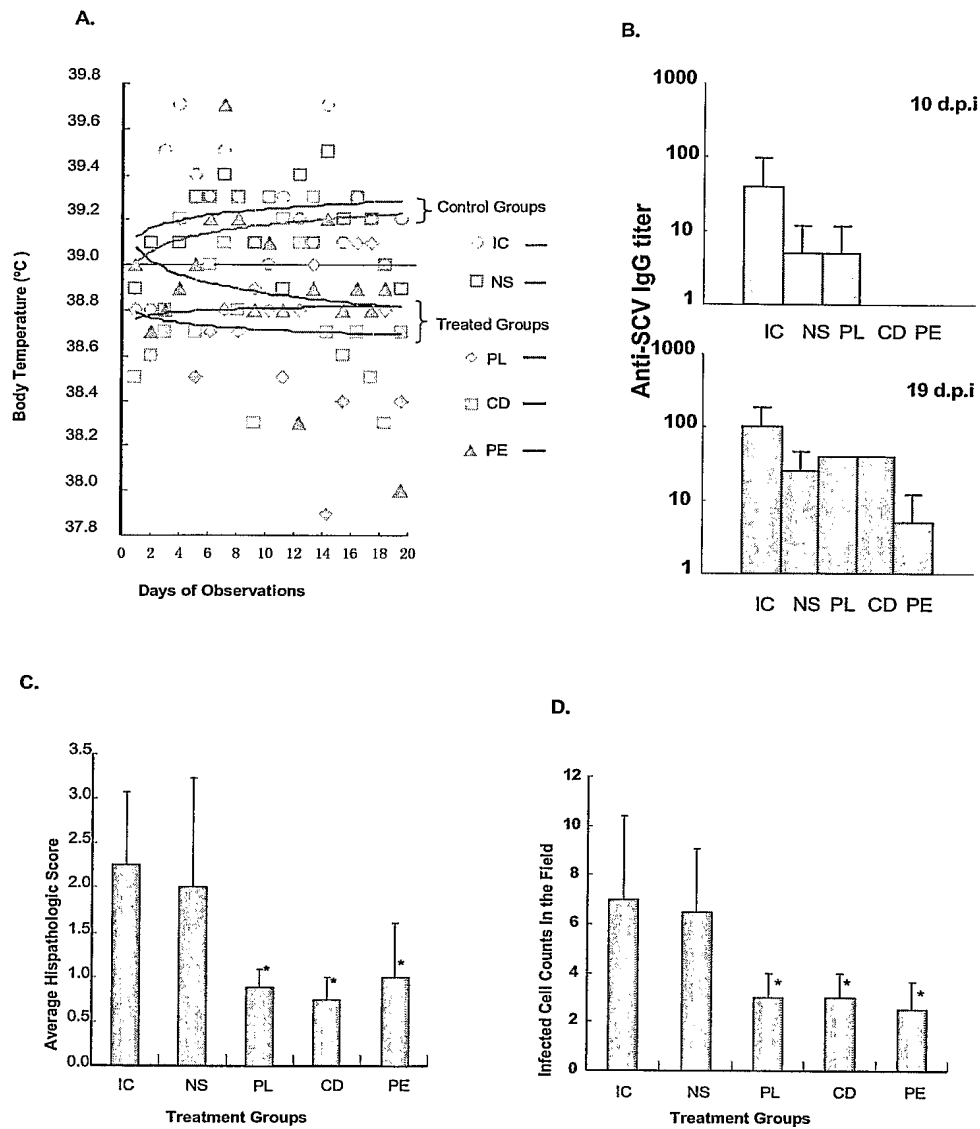 A.
39.8
39.6
39.4
39.2
39.0
38.8
38.6
38.4
38.2
38.0
37.8
0 2 4 6 8 10 12 14 16 18 20
Body Temperature (ºC)
Days of Observations
Control Groups
IC
NS
Treated Groups
PL
CD
PE
B.
1000
10 d.p.i
100
10
1
IC NS PL CD PE
Anti-SCV IgG titer
1000
19 d.p.i
100
10
1
IC NS PL CD PE
C.
3.5
3.0
2.5
2.0
1.5
1.0
0.5
0.0
* * *
IC NS PL CD PE
Average Hispathologic Score
Treatment Groups
D.
12
10
8
6
4
2
0
* * *
IC NS PL CD PE
Infected Cell Counts In the Field
Treatment Groups